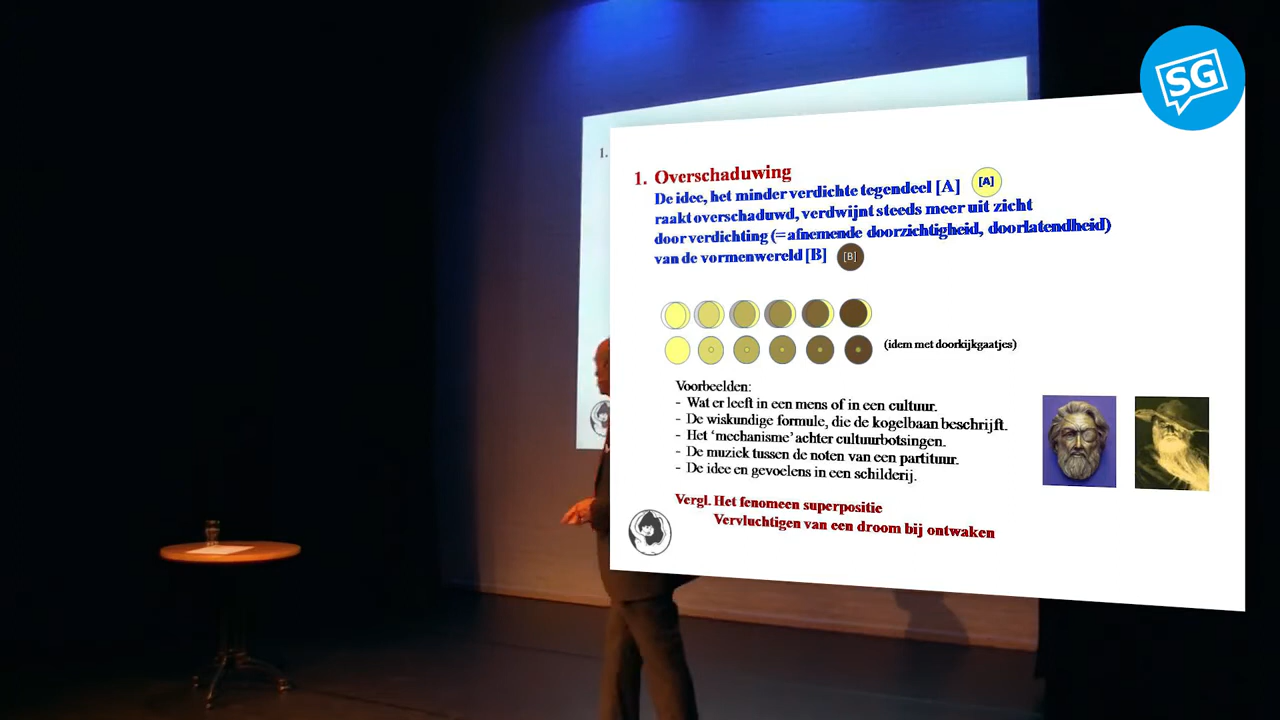 SG
1.
1. Overschaduwing
De idee, het minder verdichte tegendeel [A] [A]
raakt overschaduwd, verdwijnt steeds meer uit zicht
door verdichting (= afnemende doorzichtigheid, doorlatendheid)
van de vormenwereld [B] [B]
(idem met doorkijkgaatjes)
Voorbeelden:
- Wat er leeft in een mens of in een cultuur.
- De wiskundige formule, die de kogelbaan beschrijft.
- Het ‘mechanisme’ achter cultuurbotsingen.
- De muziek tussen de noten van een partituur.
- De idee en gevoelens in een schilderij.
Vergl. Het fenomeen superpositie
Vervluchtigen van een droom bij ontwaken